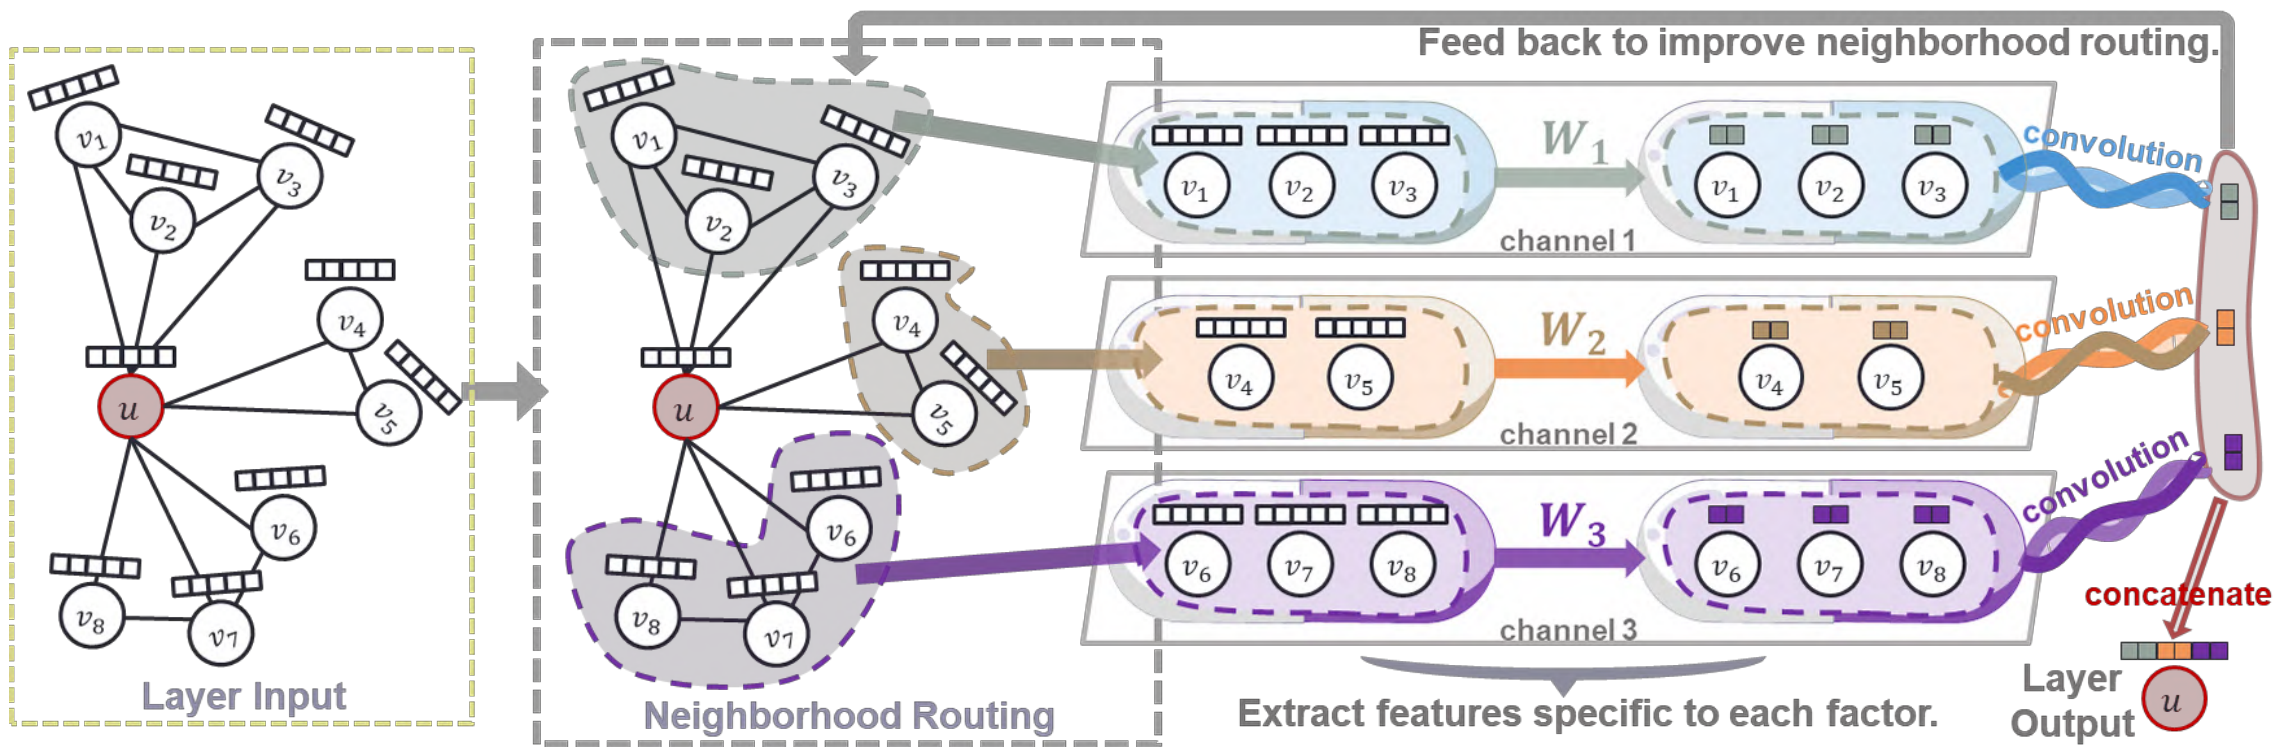 Feed back to improve neighborhood routing.
v1
v3
v2
v4
u
v5
v6
v8
v7
Layer Input
v1
v3
v2
v4
u
v5
v6
v8
v7
Neighborhood Routing
v1 v2 v3
W1
v1 v2 v3
convolution
channel 1
v4 v5
W2
v4 v5
convolution
channel 2
v6 v7 v8
W3
v6 v7 v8
convolution
channel 3
Extract features specific to each factor.
concatenate
Layer
Output
u